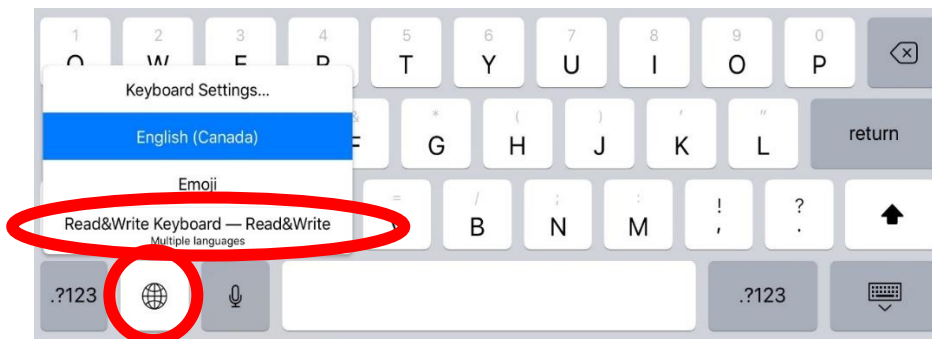 1 2 3 4 5 6 7 8 9 0
Q W E R T Y U I O P
Keyboard Settings...
English (Canada)
& * ( ) ' "
F G H J K L return
Emoji
= / ; : ! ?
B N M , .
Read&Write Keyboard — Read&Write
Multiple languages
.?123 .?123